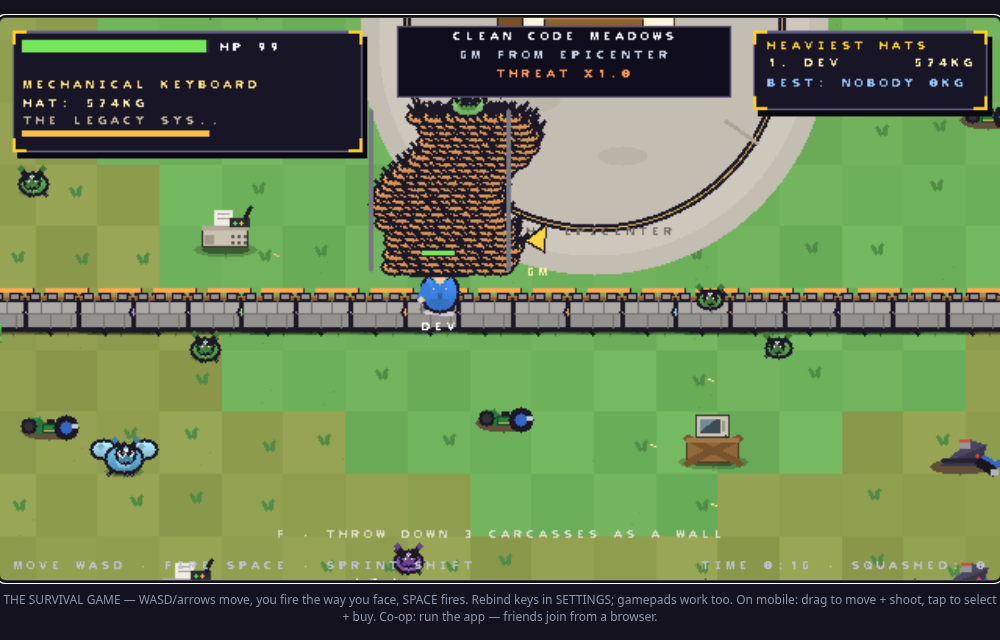 HP 99
MECHANICAL KEYBOARD
HAT: 574KG
THE LEGACY SYS..
CLEAN CODE MEADOWS
GM FROM EPICENTER
THREAT X1.0
HEAVIEST HATS
1. DEV 574KG
BEST: NOBODY 0KG
EPICENTER
GM
DEV
F · THROW DOWN 3 CARCASSES AS A WALL
MOVE WASD · FIRE SPACE · SPRINT SHIFT
TIME 0:10 · SQUASHED: 0
THE SURVIVAL GAME — WASD/arrows move, you fire the way you face, SPACE fires. Rebind keys in SETTINGS; gamepads work too. On mobile: drag to move + shoot, tap to select
+ buy. Co-op: run the app — friends join from a browser.